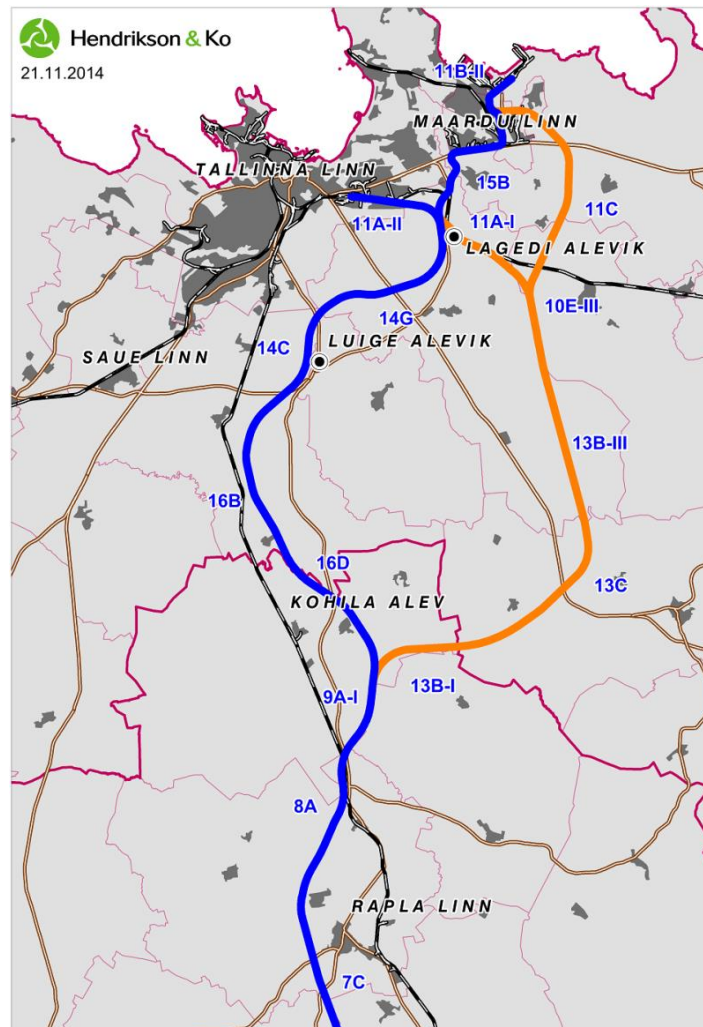 Hendrikson & Ko
21.11.2014
11B-II
MAARDU LINN
TALLINNA LINN
15B
11A-II
11A-I
11C
LAGEDI ALEVIK
10E-III
14G
14C
LUIGE ALEVIK
SAUE LINN
13B-III
16B
16D
13C
KOHILA ALEV
13B-I
9A-I
8A
RAPLA LINN
7C